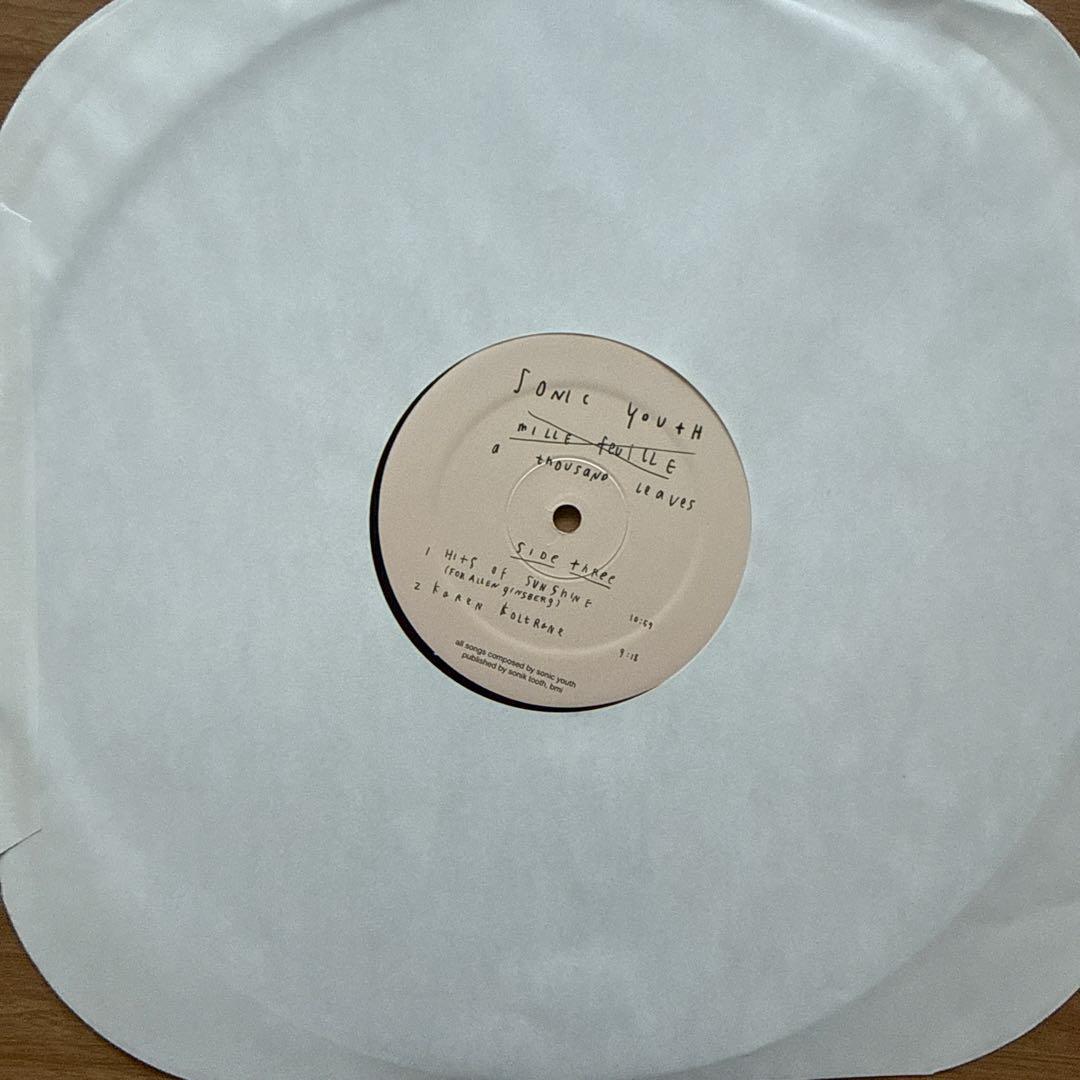 SONIC YOUtH
mILLE feuILLE
a thOUSaND leaves
SIDE thRee
1 HitS OF SUNShiNE 10:59
(FOR ALLEN gINSBERg)
2 KaReN KOLtRaNe 9:18
all songs composed by sonic youth
published by sonik tooth, bmi